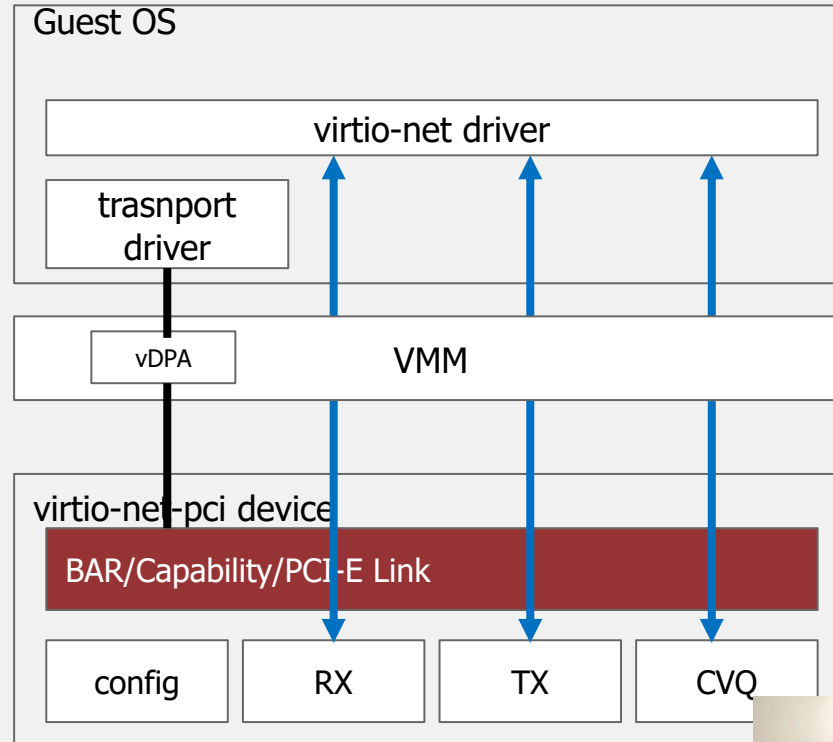 Guest OS
virtio-net driver
trasnport
driver
vDPA
VMM
virtio-net-pci device
BAR/Capability/PCI-E Link
config
RX
TX
CVQ